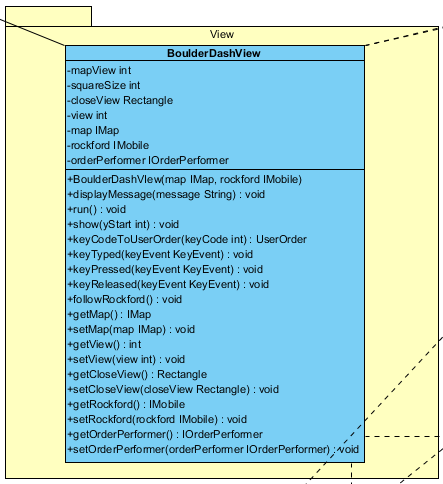 View
BoulderDashView
-mapView int
-squareSize int
-closeView Rectangle
-view int
-map IMap
-rockford IMobile
-orderPerformer IOrderPerformer
+BoulderDashVIew(map IMap, rockford IMobile)
+displayMessage(message String) : void
+run() : void
+show(yStart int) : void
+keyCodeToUserOrder(keyCode int) : UserOrder
+keyTyped(keyEvent KeyEvent) : void
+keyPressed(keyEvent KeyEvent) : void
+keyReleased(keyEvent KeyEvent) : void
+followRockford() : void
+getMap() : IMap
+setMap(map IMap) : void
+getView() : int
+setView(view int) : void
+getCloseView() : Rectangle
+setCloseView(closeView Rectangle) : void
+getRockford() : IMobile
+setRockford(rockford IMobile) : void
+getOrderPerformer() : IOrderPerformer
+setOrderPerformer(orderPerformer IOrderPerformer) : void